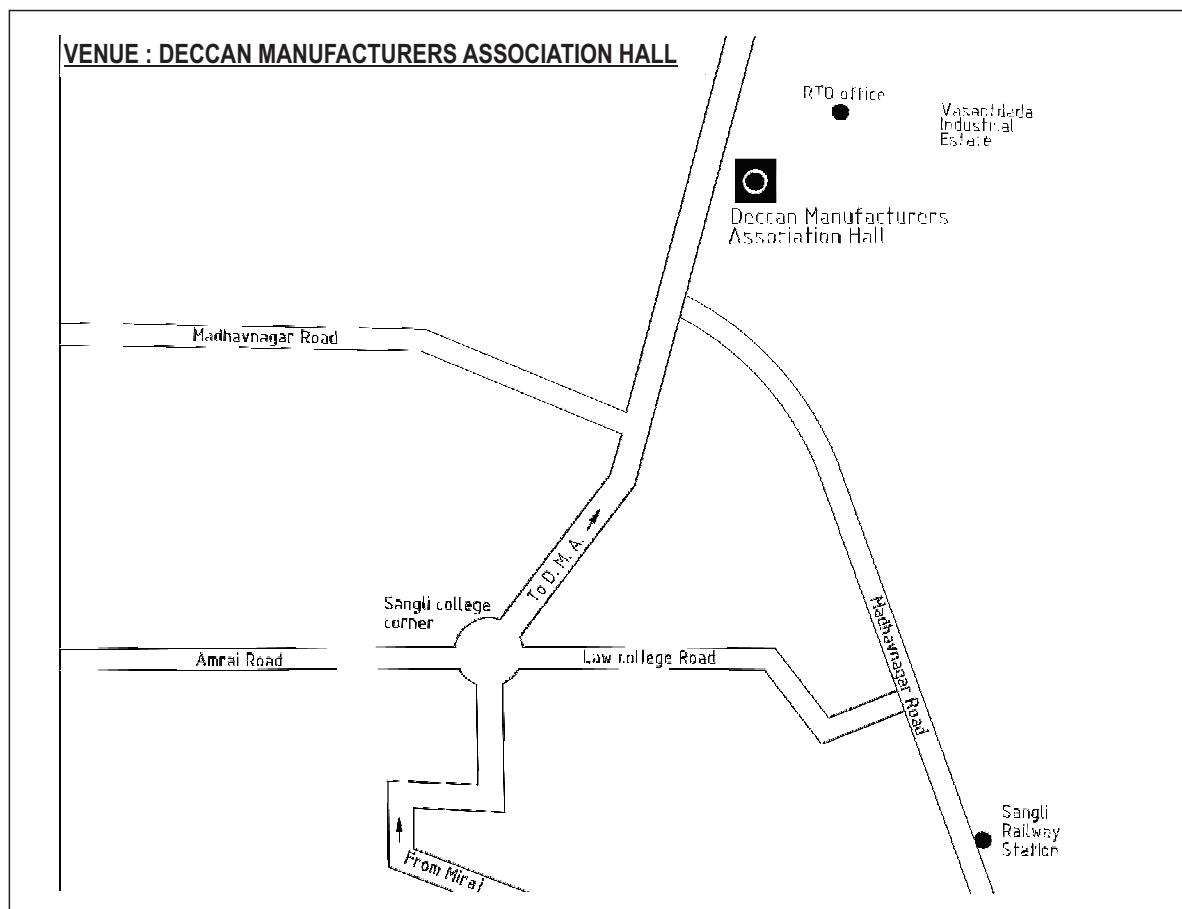 VENUE : DECCAN MANUFACTURERS ASSOCIATION HALL
RTO office
Vasantdada
Industrial
Estate
Deccan Manufacturers
Association Hall
Madhavnagar Road
To D. M. A.
Sangli college
corner
Amrai Road
Law college Road
Madhavnagar Road
Sangli
Railway
Station
From Miraj